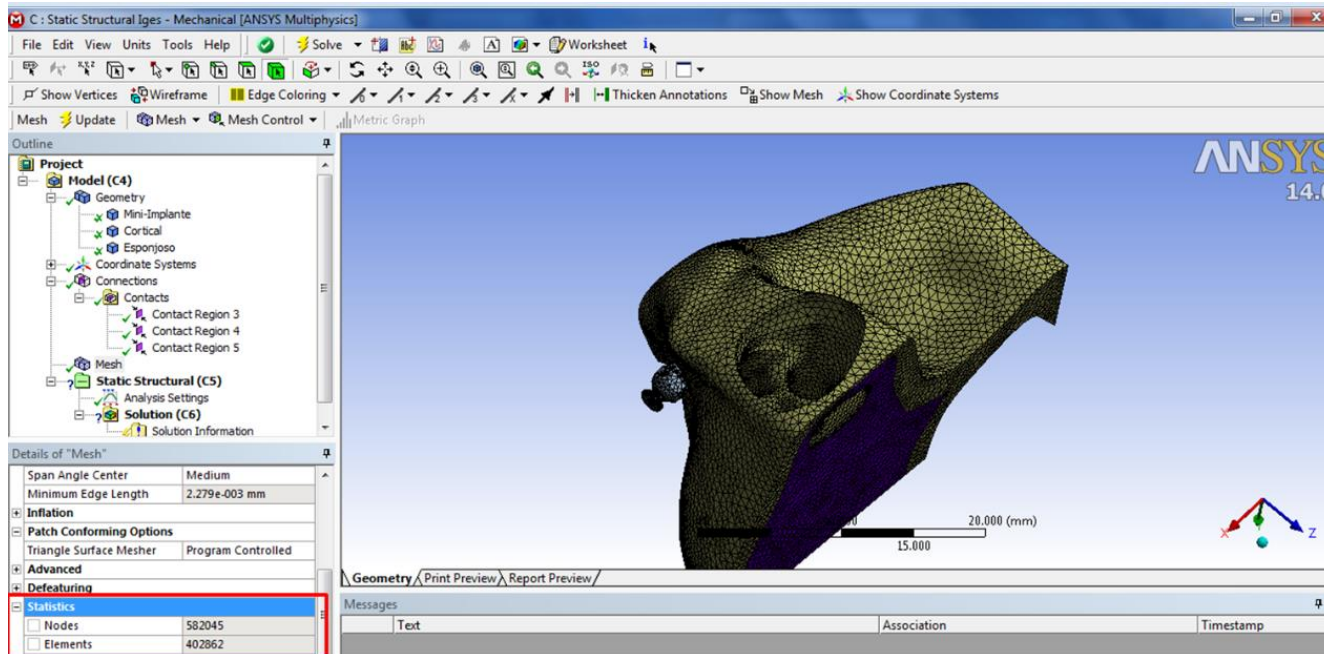 C : Static Structural Iges - Mechanical [ANSYS Multiphysics]
File Edit View Units Tools Help Solve A Worksheet i
Show Vertices Wireframe Edge Coloring Thicken Annotations Show Mesh Show Coordinate Systems
Mesh Update Mesh Mesh Control Metric Graph
Outline
Project
Model (C4)
Geometry
Mini-Implante
Cortical
Esponjoso
Coordinate Systems
Connections
Contacts
Contact Region 3
Contact Region 4
Contact Region 5
Mesh
Static Structural (C5)
Analysis Settings
Solution (C6)
Solution Information
Details of "Mesh"
Span Angle Center Medium
Minimum Edge Length 2.279e-003 mm
Inflation
Patch Conforming Options
Triangle Surface Mesher Program Controlled
Advanced
Defeaturing
Statistics
Nodes 582045
Elements 402862
ANSYS
20.000 (mm)
15.000
X
Z
Geometry Print Preview Report Preview
Messages
Text Association Timestamp